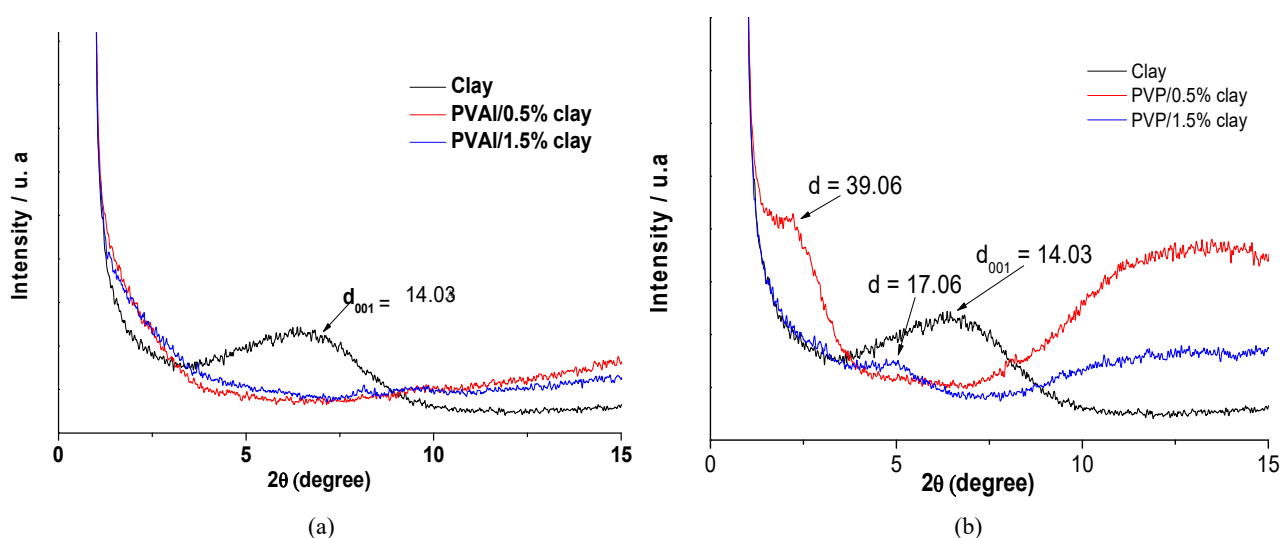 Clay
PVAl/0.5% clay
PVAl/1.5% clay
d001 = 14.03
Intensity / u. a
0
5
10
15
2θ (degree)
(a)
Clay
PVP/0.5% clay
PVP/1.5% clay
d = 39.06
d001 = 14.03
d = 17.06
Intensity / u.a
0
5
10
15
2θ (degree)
(b)